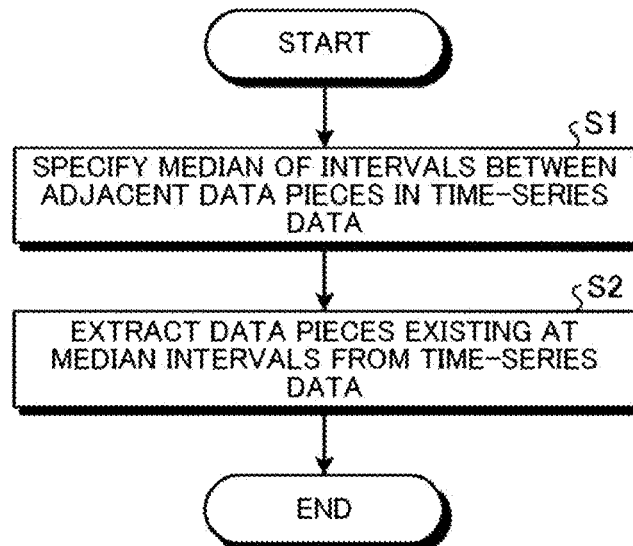 START
S1
SPECIFY MEDIAN OF INTERVALS BETWEEN
ADJACENT DATA PIECES IN TIME-SERIES
DATA
S2
EXTRACT DATA PIECES EXISTING AT
MEDIAN INTERVALS FROM TIME-SERIES
DATA
END